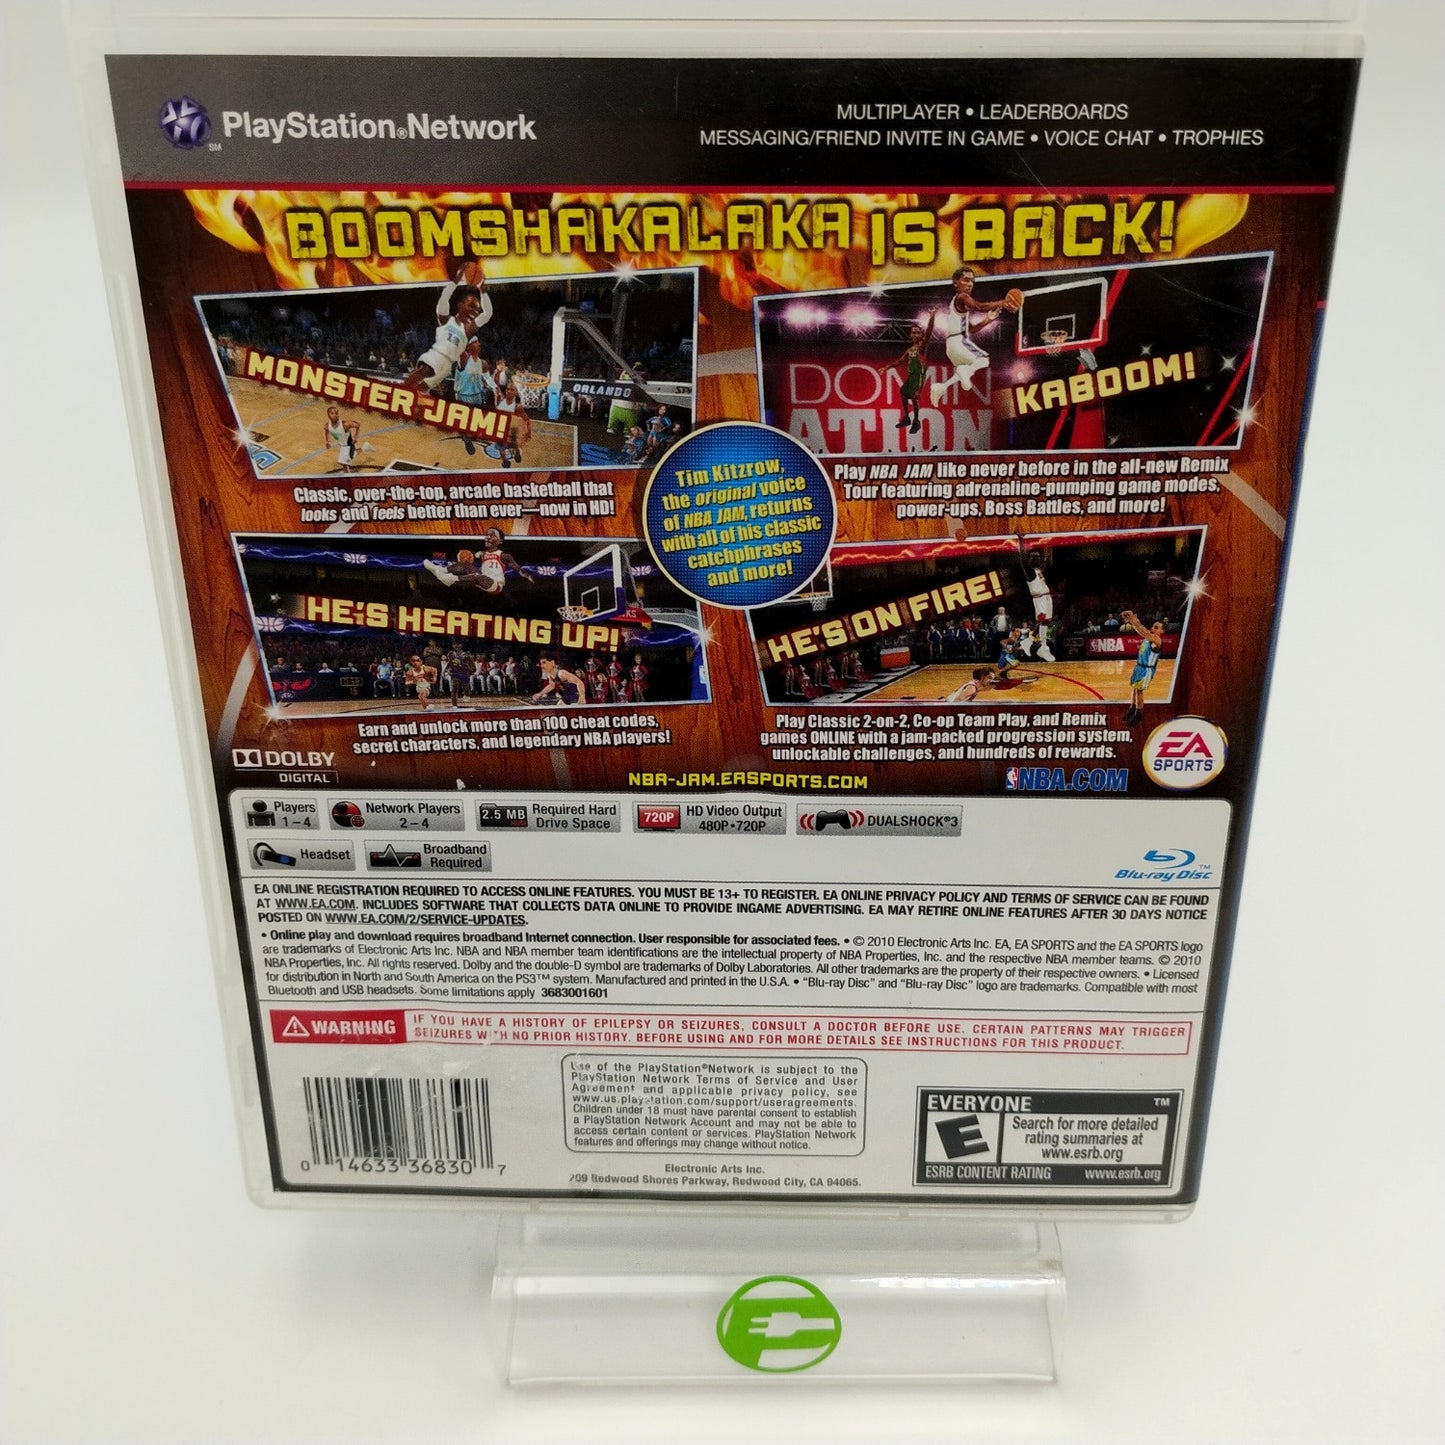 PlayStation®Network
SM
MULTIPLAYER • LEADERBOARDS
MESSAGING/FRIEND INVITE IN GAME • VOICE CHAT • TROPHIES
BOOMSHAKALAKA IS BACK!
MONSTER JAM!
ORLANDO
Classic, over-the-top, arcade basketball that
looks and feels better than ever—now in HD!
DOMIN
ATION
KABOOM!
Play NBA JAM like never before in the all-new Remix
Tour featuring adrenaline-pumping game modes,
power-ups, Boss Battles, and more!
Tim Kitzrow,
the original voice
of NBA JAM, returns
with all of his classic
catchphrases
and more!
HE'S HEATING UP!
Earn and unlock more than 100 cheat codes,
secret characters, and legendary NBA players!
HE'S ON FIRE!
NBA
Play Classic 2-on-2, Co-op Team Play, and Remix
games ONLINE with a jam-packed progression system,
unlockable challenges, and hundreds of rewards.
DOLBY
DIGITAL
NBA-JAM.EASPORTS.COM
NBA.COM
EA
SPORTS™
Players
1 – 4
Network Players
2 – 4
2.5 MB
Required Hard
Drive Space
720P
HD Video Output
480P • 720P
DUALSHOCK®3
Headset
Broadband
Required
Blu-ray Disc™
EA ONLINE REGISTRATION REQUIRED TO ACCESS ONLINE FEATURES. YOU MUST BE 13+ TO REGISTER. EA ONLINE PRIVACY POLICY AND TERMS OF SERVICE CAN BE FOUND
AT WWW.EA.COM. INCLUDES SOFTWARE THAT COLLECTS DATA ONLINE TO PROVIDE INGAME ADVERTISING. EA MAY RETIRE ONLINE FEATURES AFTER 30 DAYS NOTICE
POSTED ON WWW.EA.COM/2/SERVICE-UPDATES.
• Online play and download requires broadband Internet connection. User responsible for associated fees. • © 2010 Electronic Arts Inc. EA, EA SPORTS and the EA SPORTS logo
are trademarks of Electronic Arts Inc. NBA and NBA member team identifications are the intellectual property of NBA Properties, Inc. and the respective NBA member teams. © 2010
NBA Properties, Inc. All rights reserved. Dolby and the double-D symbol are trademarks of Dolby Laboratories. All other trademarks are the property of their respective owners. • Licensed
for distribution in North and South America on the PS3™ system. Manufactured and printed in the U.S.A. • "Blu-ray Disc" and "Blu-ray Disc" logo are trademarks. Compatible with most
Bluetooth and USB headsets. Some limitations apply 3683001601
WARNING
IF YOU HAVE A HISTORY OF EPILEPSY OR SEIZURES, CONSULT A DOCTOR BEFORE USE. CERTAIN PATTERNS MAY TRIGGER
SEIZURES WITH NO PRIOR HISTORY. BEFORE USING AND FOR MORE DETAILS SEE INSTRUCTIONS FOR THIS PRODUCT.
Use of the PlayStation®Network is subject to the
PlayStation Network Terms of Service and User
Agreement and applicable privacy policy, see
www.us.playstation.com/support/useragreements.
Children under 18 must have parental consent to establish
a PlayStation Network Account and may not be able to
access certain content or services. PlayStation Network
features and offerings may change without notice.
0 14633 36830 7
Electronic Arts Inc.
209 Redwood Shores Parkway, Redwood City, CA 94065.
EVERYONE ™
E
Search for more detailed
rating summaries at
www.esrb.org
ESRB CONTENT RATING www.esrb.org